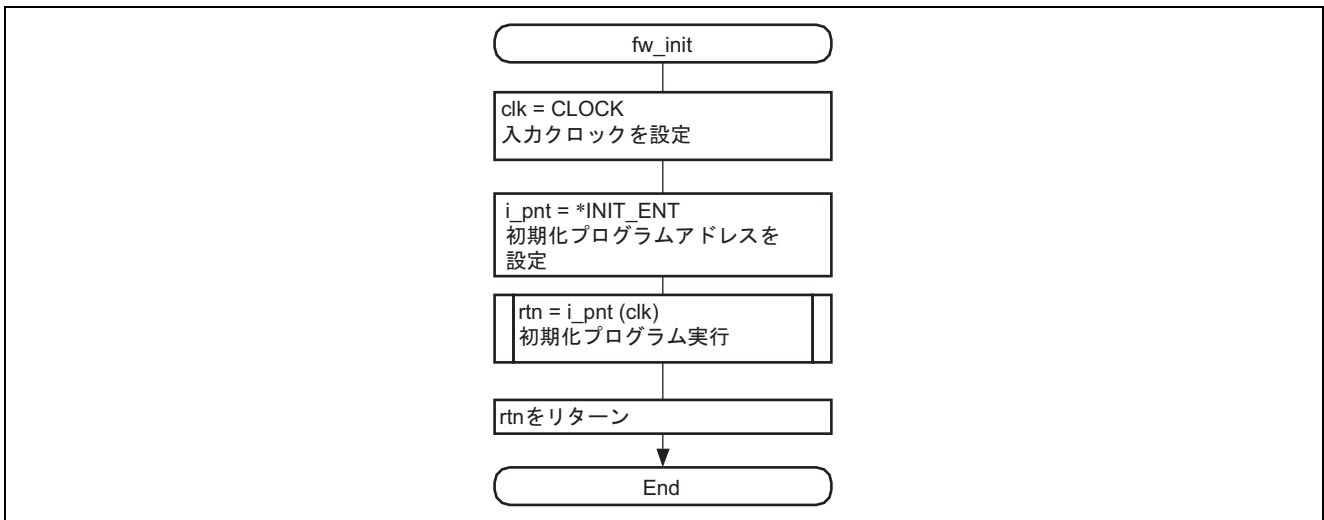 fw_init
clk = CLOCK
入力クロックを設定
i_pnt = *INIT_ENT
初期化プログラムアドレスを
設定
rtn = i_pnt (clk)
初期化プログラム実行
rtnをリターン
End